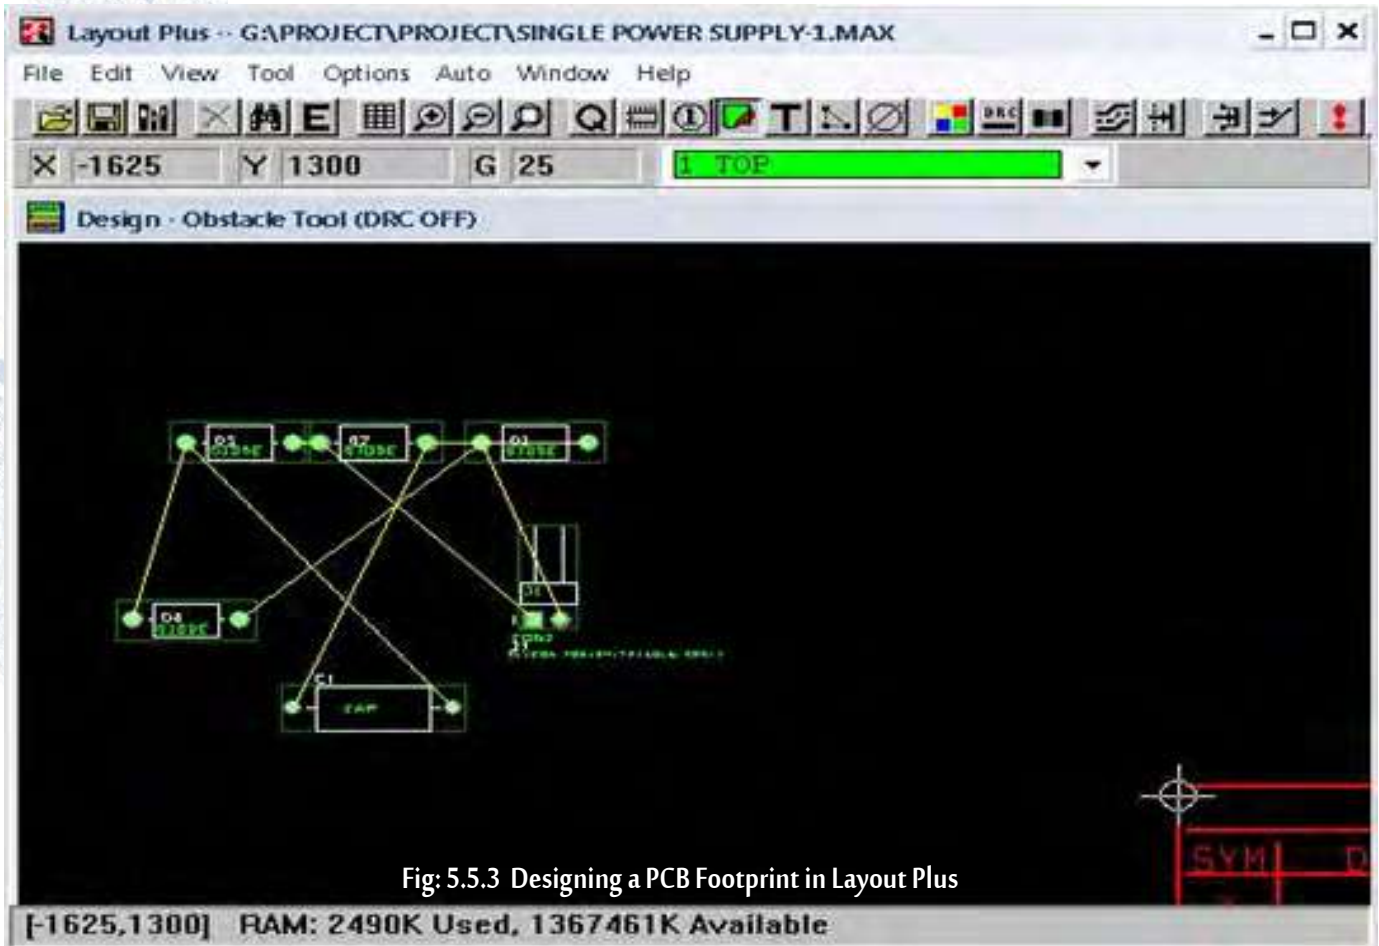 Layout Plus -- G:\PROJECT\PROJECT\SINGLE POWER SUPPLY-1.MAX
File Edit View Tool Options Auto Window Help
E Q T DRC
X -1625 Y 1300 G 25 1 TOP
Design - Obstacle Tool (DRC OFF)
C1
CAP
SYM D
Fig: 5.5.3 Designing a PCB Footprint in Layout Plus
[-1625,1300] RAM: 2490K Used, 1367461K Available